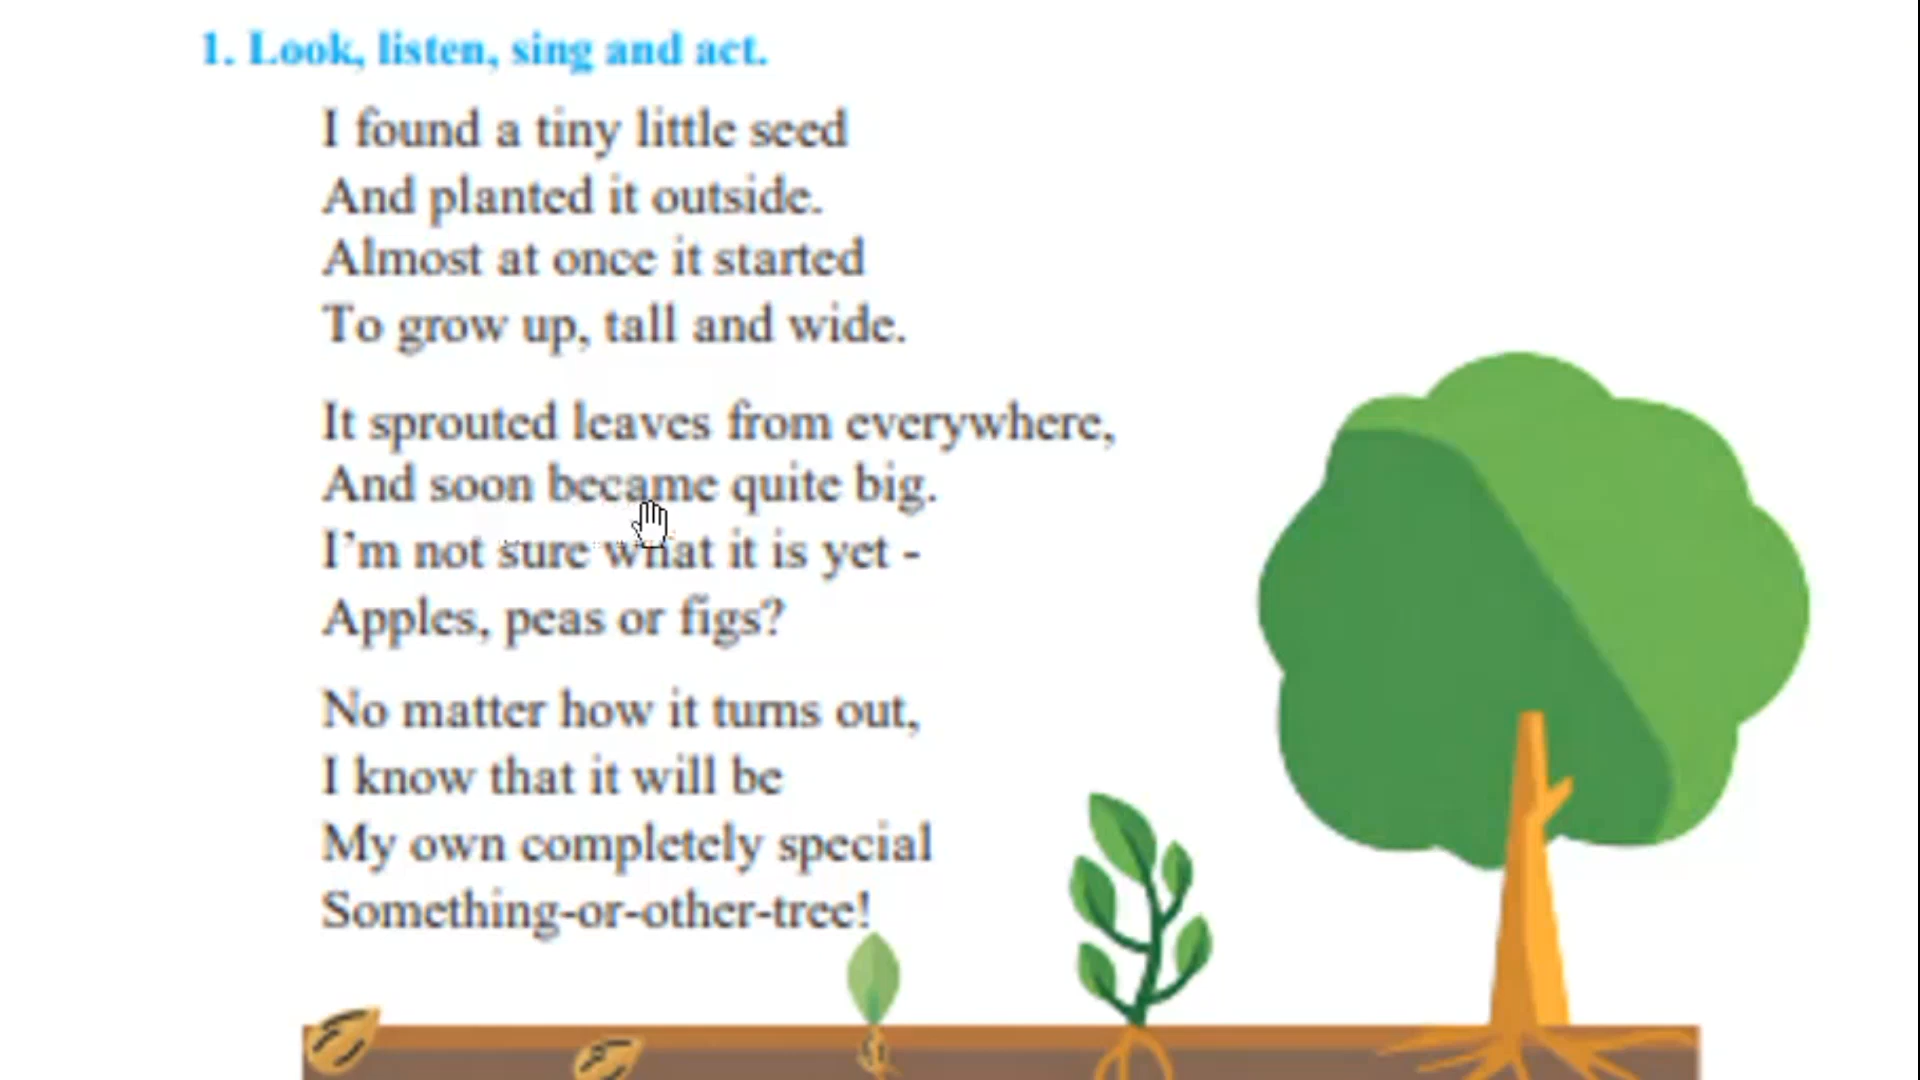 1. Look, listen, sing and act.
I found a tiny little seed
And planted it outside.
Almost at once it started
To grow up, tall and wide.
It sprouted leaves from everywhere,
And soon became quite big.
I'm not sure what it is yet -
Apples, peas or figs?
No matter how it turns out,
I know that it will be
My own completely special
Something-or-other-tree!